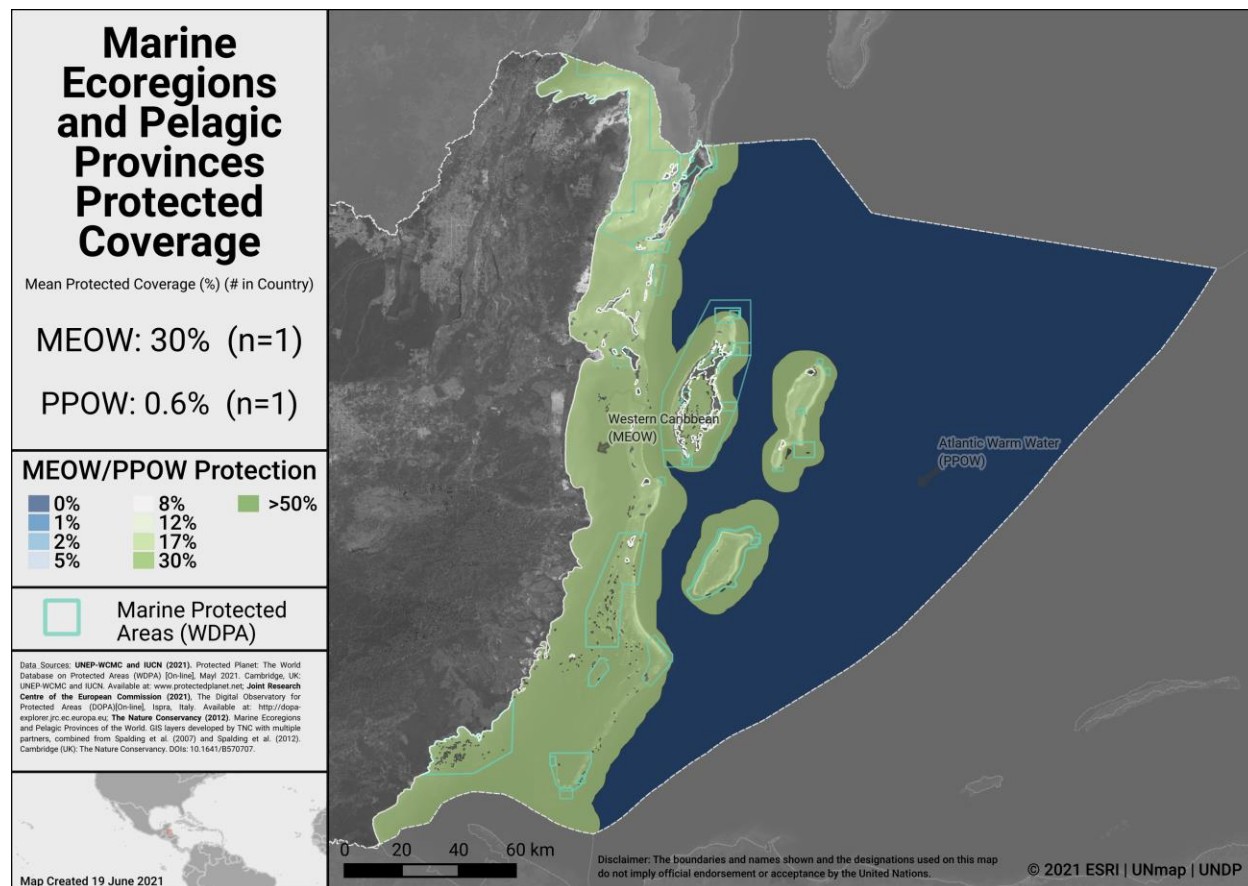 Marine
Ecoregions
and Pelagic
Provinces
Protected
Coverage
Mean Protected Coverage (%) (# in Country)
MEOW: 30% (n=1)
PPOW: 0.6% (n=1)
MEOW/PPOW Protection
0%
1%
2%
5%
8%
12%
17%
30%
>50%
Marine Protected
Areas (WDPA)
Data Sources: UNEP-WCMC and IUCN (2021). Protected Planet: The World
Database on Protected Areas (WDPA) [On-line], Mayl 2021. Cambridge, UK:
UNEP-WCMC and IUCN. Available at: www.protectedplanet.net; Joint Research
Centre of the European Commission (2021), The Digital Observatory for
Protected Areas (DOPA)[On-line], Ispra, Italy. Available at: http://dopa-
explorer.jrc.ec.europa.eu; The Nature Conservancy (2012). Marine Ecoregions
and Pelagic Provinces of the World. GIS layers developed by TNC with multiple
partners, combined from Spalding et al. (2007) and Spalding et al. (2012).
Cambridge (UK): The Nature Conservancy. DOIs: 10.1641/B570707.
Map Created 19 June 2021
Western Caribbean
(MEOW)
Atlantic Warm Water
(PPOW)
0 20 40 60 km
Disclaimer: The boundaries and names shown and the designations used on this map
do not imply official endorsement or acceptance by the United Nations.
© 2021 ESRI | UNmap | UNDP